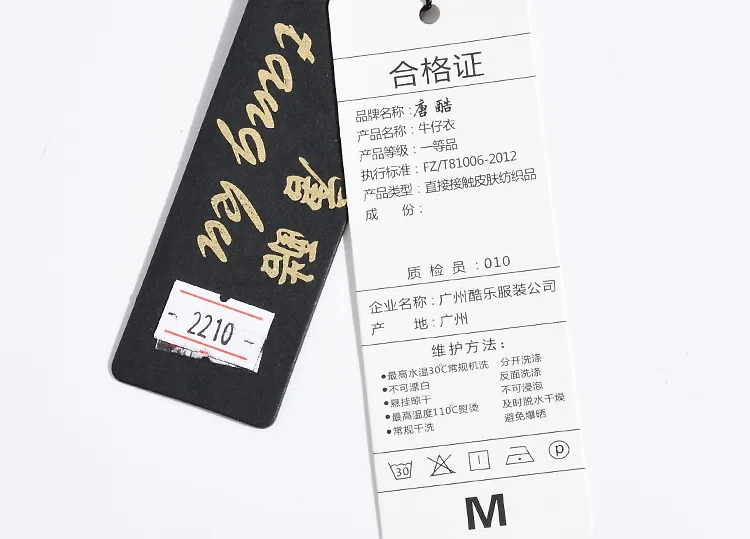 tang ku
唐酷
2210
合格证
品牌名称：唐 酷
产品名称：牛仔衣
产品等级：一等品
执行标准：FZ/T81006-2012
产品类型：直接接触皮肤纺织品
成 份：
质 检 员：010
企业名称：广州酷乐服装公司
产 地：广州
维护方法：
●最高水温30℃常规机洗 分开洗涤
●不可漂白 反面洗涤
●悬挂晾干 不可浸泡
●最高温度110℃熨烫 及时脱水干燥
●常规干洗 避免爆晒
30
P
M